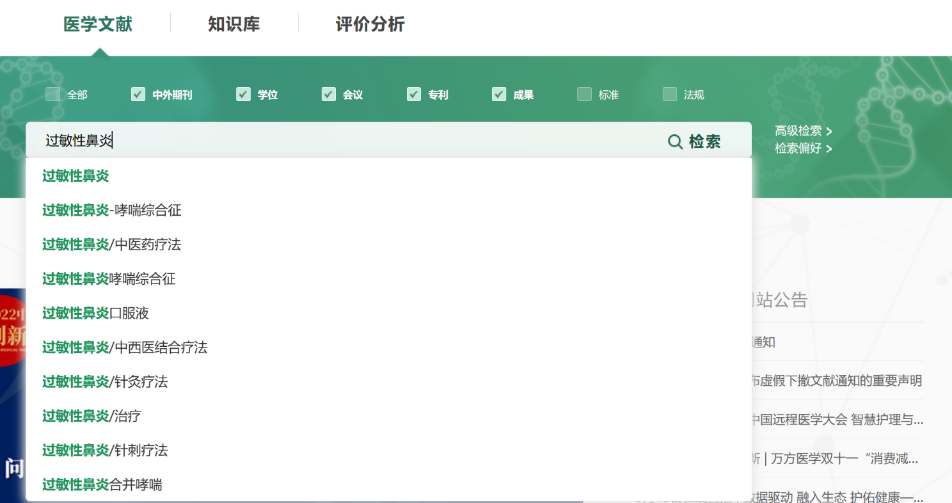 医学文献
知识库
评价分析
全部
中外期刊
学位
会议
专利
成果
标准
法规
过敏性鼻炎
检索
高级检索 >
检索偏好 >
过敏性鼻炎
过敏性鼻炎-哮喘综合征
过敏性鼻炎/中医药疗法
过敏性鼻炎哮喘综合征
过敏性鼻炎口服液
过敏性鼻炎/中西医结合疗法
过敏性鼻炎/针灸疗法
过敏性鼻炎/治疗
过敏性鼻炎/针刺疗法
过敏性鼻炎合并哮喘
站公告
通知
布虚假下撤文献通知的重要声明
中国远程医学大会 智慧护理与...
新 | 万方医学双十一“消费减...
数据驱动 融入生态 护佑健康—...
022中
创新
问